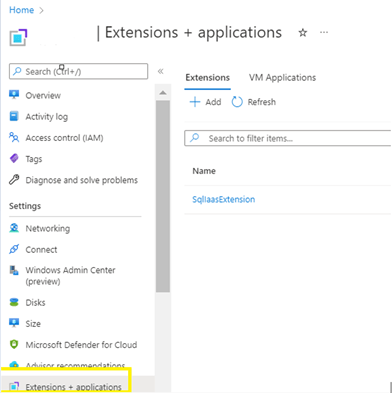 Home >
| Extensions + applications
Search (Ctrl+/)
«
Extensions VM Applications
Overview
+ Add Refresh
Activity log
Access control (IAM)
Search to filter items...
Tags
Name
Diagnose and solve problems
Settings
SqlIaasExtension
Networking
Connect
Windows Admin Center
(preview)
Disks
Size
Microsoft Defender for Cloud
Advisor recommendations
Extensions + applications